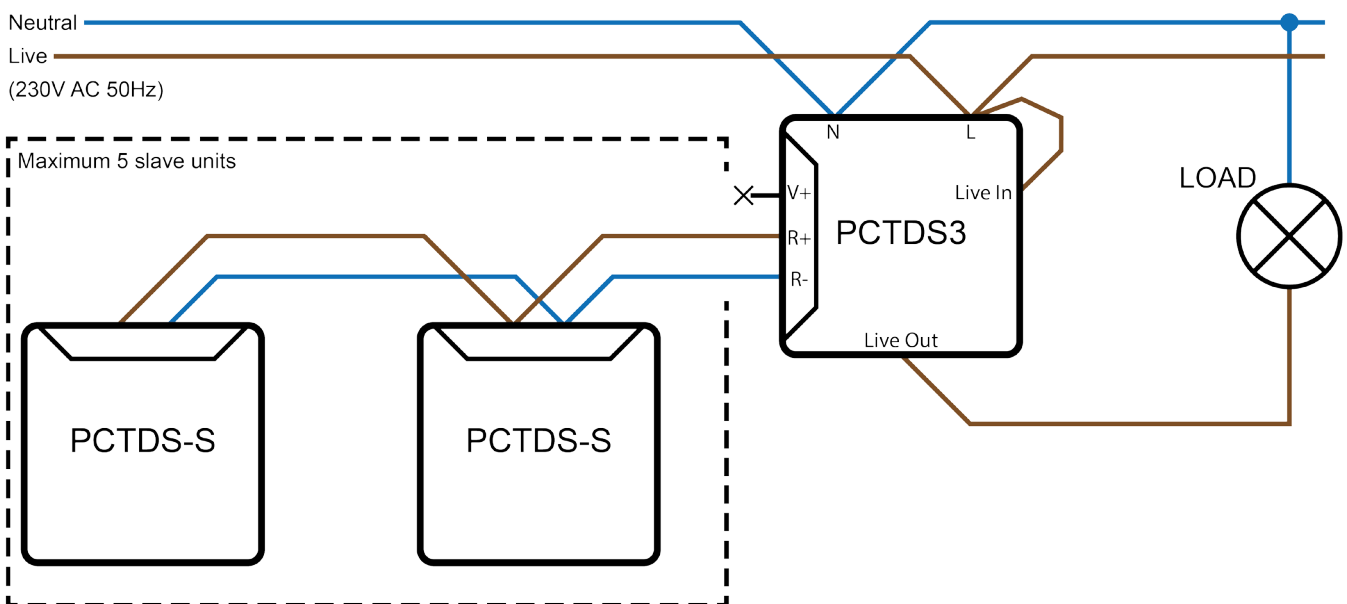 Neutral
Live
(230V AC 50Hz)
Maximum 5 slave units
N
L
V+
Live In
LOAD
PCTDS3
R+
R-
Live Out
PCTDS-S
PCTDS-S